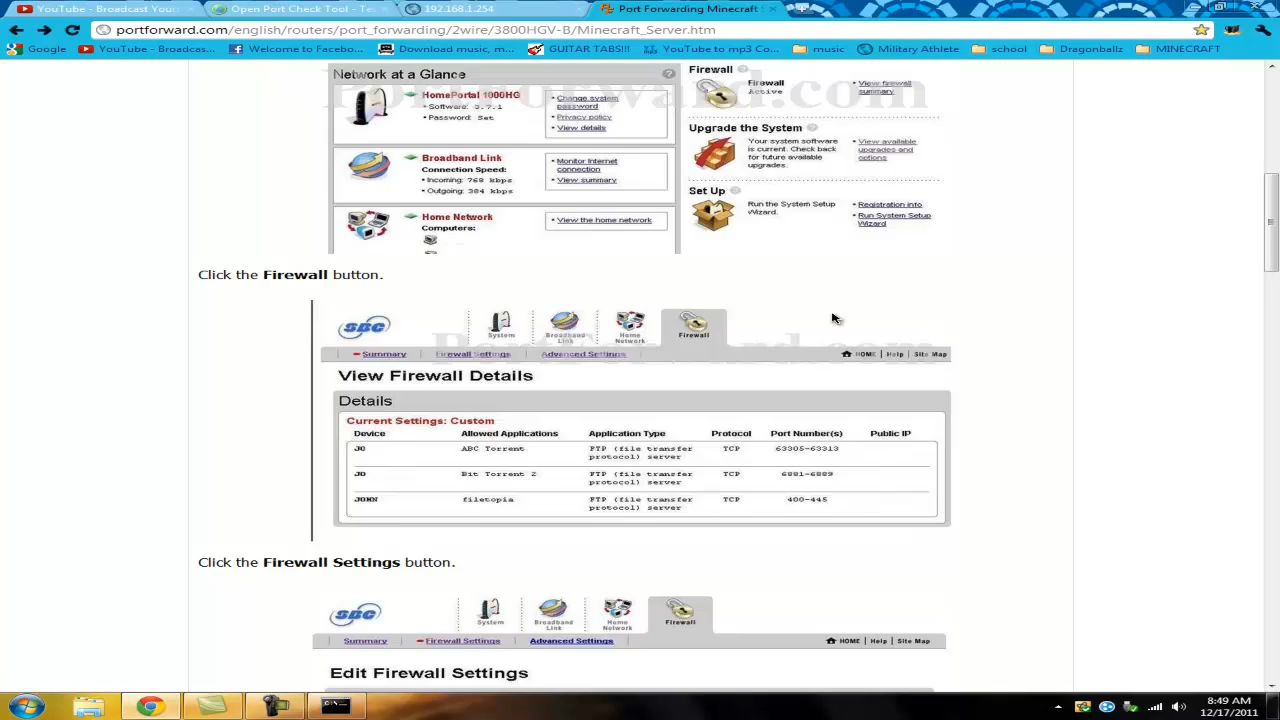 YouTube - Broadcast Your
Open Port Check Tool - Tes
192.168.1.254
Port Forwarding Minecraft
portforward.com/english/routers/port_forwarding/2wire/3800HGV-B/Minecraft_Server.htm
Google
YouTube - Broadcas...
Welcome to Facebo...
Download music, m...
GUITAR TABS!!!
YouTube to mp3 Co...
music
Military Athlete
school
Dragonballz
MINECRAFT
Network at a Glance
HomePortal 1000HG
Software: 3.7.1
Password: Set
Change system
password
Privacy policy
View details
Broadband Link
Connection Speed:
Incoming: 768 kbps
Outgoing: 384 kbps
Monitor Internet
connection
View summary
Home Network
Computers:
View the home network
Firewall
Firewall
Active
View firewall
summary
Upgrade the System
Your system software
is current. Check back
for future available
upgrades.
View available
upgrades and
options
Set Up
Run the System Setup
Wizard.
Registration info
Run System Setup
Wizard
Click the Firewall button.
SBC
System
Broadband
Link
Home
Network
Firewall
Summary
Firewall Settings
Advanced Settings
HOME | Help | Site Map
View Firewall Details
Details
Current Settings: Custom
Device Allowed Applications Application Type Protocol Port Number(s) Public IP
JO ABC Torrent FTP (file transfer TCP 63305-63313
protocol) server
JO Bit Torrent 2 FTP (file transfer TCP 6881-6889
protocol) server
JOHN filetopia FTP (file transfer TCP 400-445
protocol) server
Click the Firewall Settings button.
SBC
System
Broadband
Link
Home
Network
Firewall
Summary
Firewall Settings
Advanced Settings
HOME | Help | Site Map
Edit Firewall Settings
C:\.
8:49 AM
12/17/2011